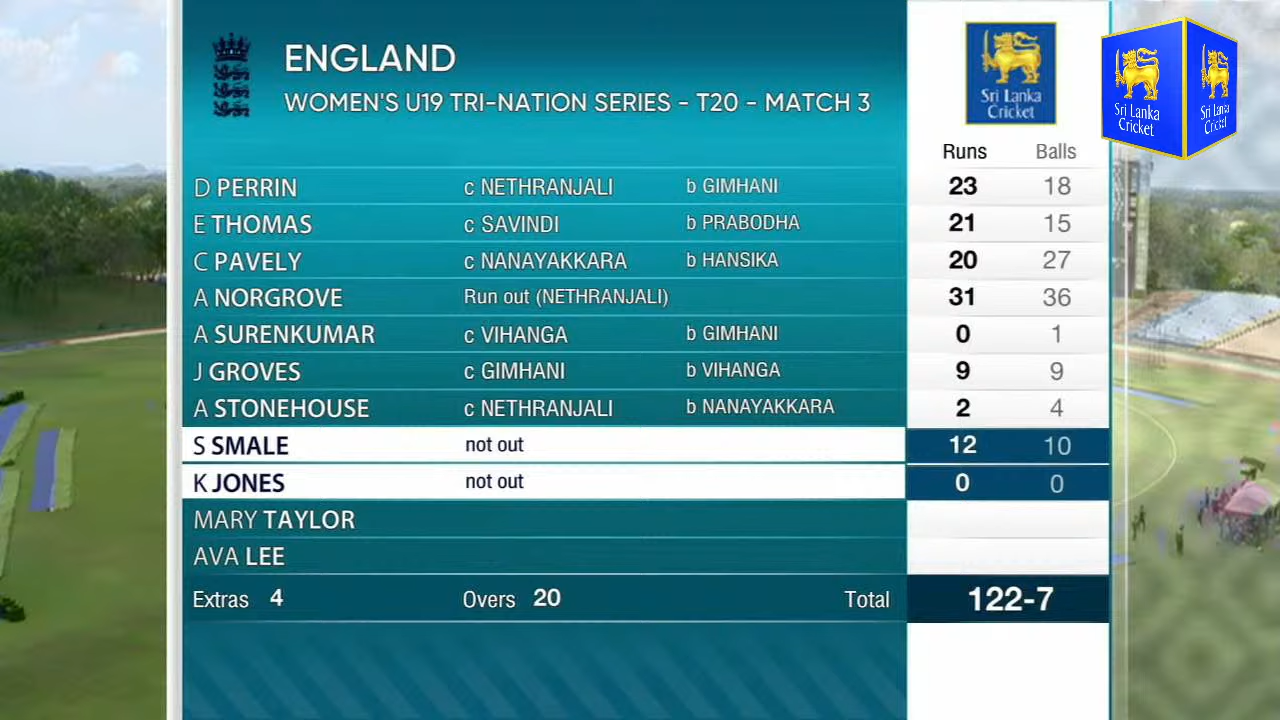 ENGLAND
WOMEN'S U19 TRI-NATION SERIES - T20 - MATCH 3
Sri Lanka
Cricket
Sri Lanka
Cricket
Sri Lanka
Cricket
Runs Balls
D PERRIN c NETHRANJALI b GIMHANI 23 18
E THOMAS c SAVINDI b PRABODHA 21 15
C PAVELY c NANAYAKKARA b HANSIKA 20 27
A NORGROVE Run out (NETHRANJALI) 31 36
A SURENKUMAR c VIHANGA b GIMHANI 0 1
J GROVES c GIMHANI b VIHANGA 9 9
A STONEHOUSE c NETHRANJALI b NANAYAKKARA 2 4
S SMALE not out 12 10
K JONES not out 0 0
MARY TAYLOR
AVA LEE
Extras 4 Overs 20 Total 122-7